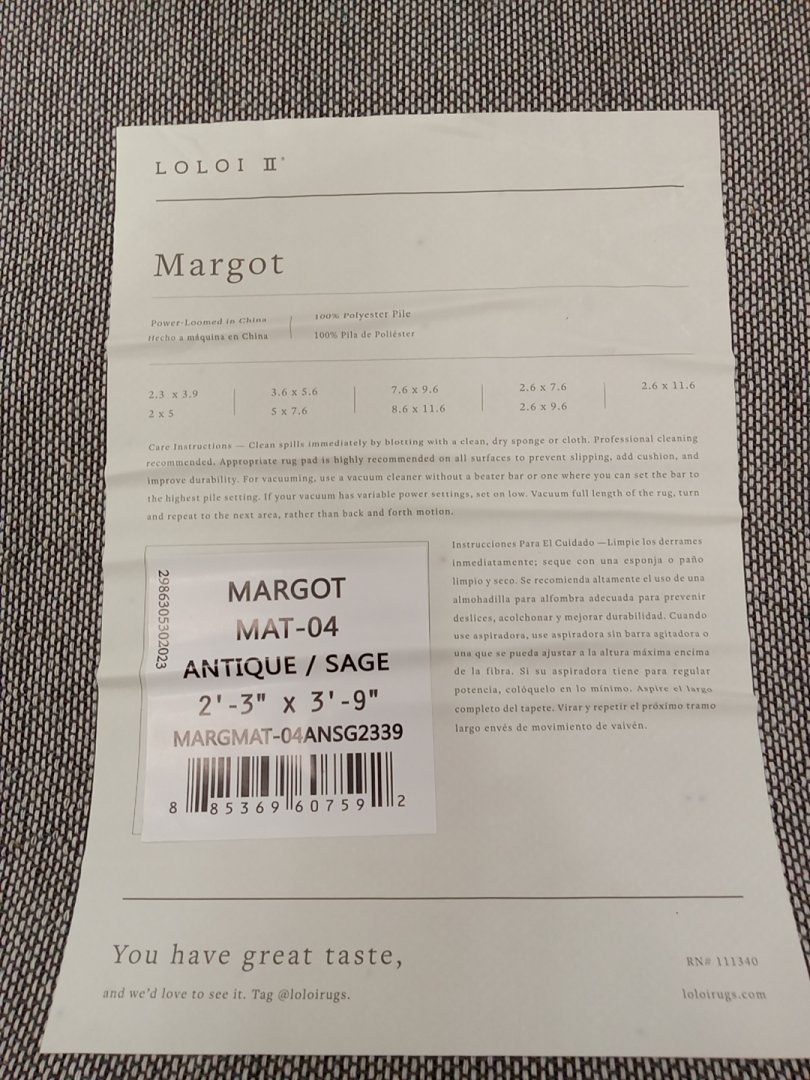 LOLOI II®
Margot
Power-Loomed in China
Hecho a máquina en China
100% Polyester Pile
100% Pila de Poliéster
2.3 x 3.9
2 x 5
3.6 x 5.6
5 x 7.6
7.6 x 9.6
8.6 x 11.6
2.6 x 7.6
2.6 x 9.6
2.6 x 11.6
Care Instructions — Clean spills immediately by blotting with a clean, dry sponge or cloth. Professional cleaning
recommended. Appropriate rug pad is highly recommended on all surfaces to prevent slipping, add cushion, and
improve durability. For vacuuming, use a vacuum cleaner without a beater bar or one where you can set the bar to
the highest pile setting. If your vacuum has variable power settings, set on low. Vacuum full length of the rug, turn
and repeat to the next area, rather than back and forth motion.
2986305302023
MARGOT
MAT-04
ANTIQUE / SAGE
2'-3" X 3'-9"
MARGMAT-04ANSG2339
8 85369 60759 2
Instrucciones Para El Cuidado —Limpie los derrames
inmediatamente; seque con una esponja o paño
limpio y seco. Se recomienda altamente el uso de una
almohadilla para alfombra adecuada para prevenir
deslices, acolchonar y mejorar durabilidad. Cuando
use aspiradora, use aspiradora sin barra agitadora o
una que se pueda ajustar a la altura máxima encima
de la fibra. Si su aspiradora tiene para regular
potencia, colóquelo en lo mínimo. Aspire el largo
completo del tapete. Virar y repetir el próximo tramo
largo envés de movimiento de vaivén.
You have great taste,
and we'd love to see it. Tag @loloirugs.
RN# 111340
loloirugs.com